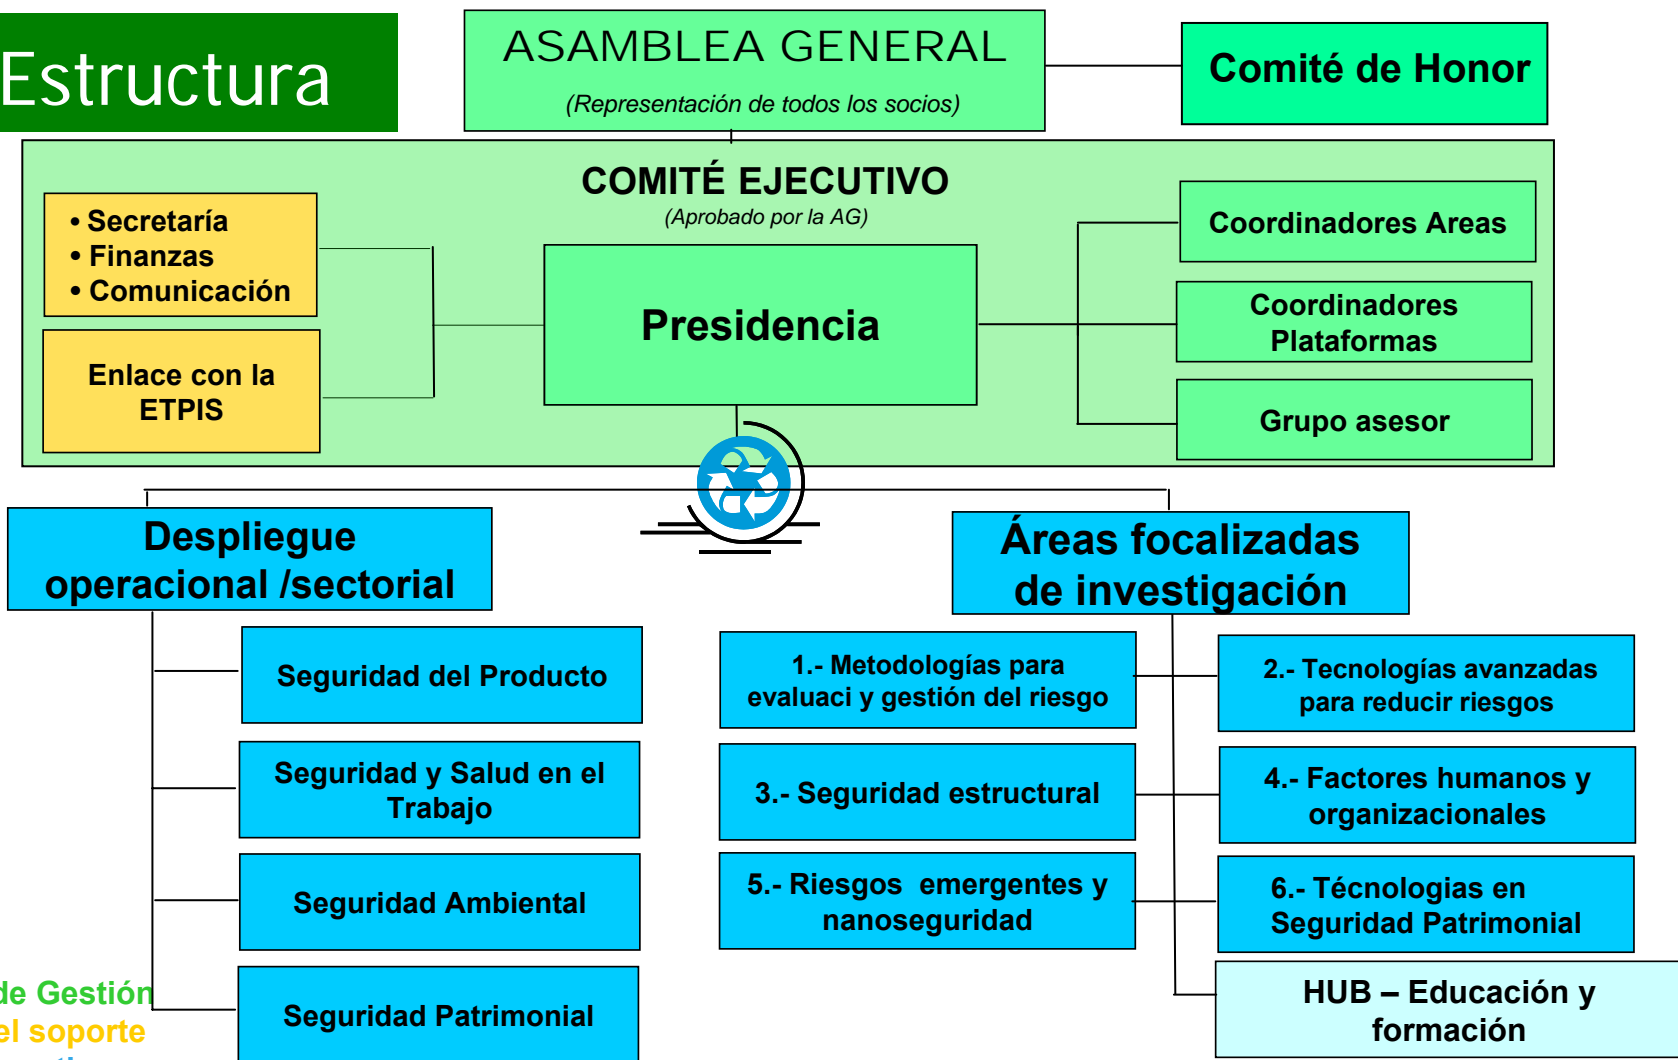 Estructura
ASAMBLEA GENERAL
(Representación de todos los socios)
Comité de Honor
COMITÉ EJECUTIVO
(Aprobado por la AG)
• Secretaría
• Finanzas
• Comunicación
Enlace con la
ETPIS
Presidencia
Coordinadores Areas
Coordinadores
Plataformas
Grupo asesor
Despliegue
operacional /sectorial
Seguridad del Producto
Seguridad y Salud en el
Trabajo
Seguridad Ambiental
Seguridad Patrimonial
Áreas focalizadas
de investigación
1.- Metodologías para
evaluaci y gestión del riesgo
2.- Tecnologías avanzadas
para reducir riesgos
3.- Seguridad estructural
4.- Factores humanos y
organizacionales
5.- Riesgos emergentes y
nanoseguridad
6.- Técnologias en
Seguridad Patrimonial
HUB – Educación y
formación
de Gestión
el soporte